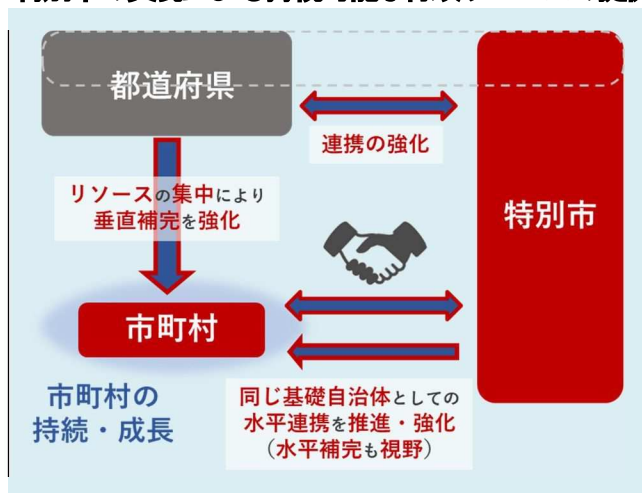 都道府県
連携の強化
リソースの集中により
垂直補完を強化
特別市
市町村
市町村の
持続・成長
同じ基礎自治体としての
水平連携を推進・強化
（水平補完も視野）